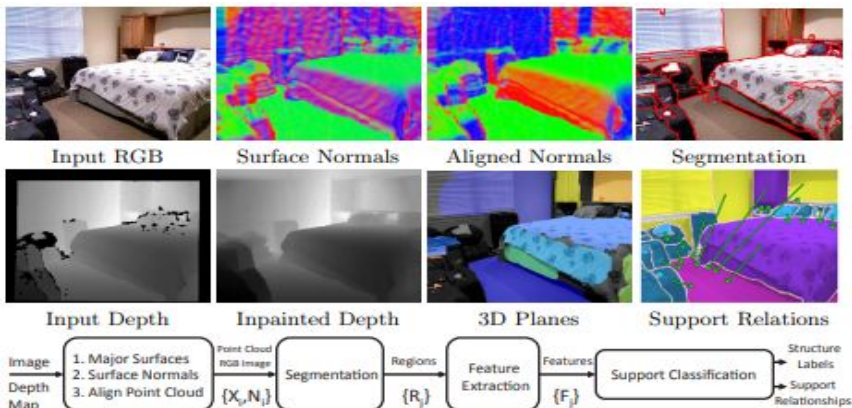 Input RGB
Surface Normals
Aligned Normals
Segmentation
Input Depth
Inpainted Depth
3D Planes
Support Relations
Image
Depth
Map
1. Major Surfaces
2. Surface Normals
3. Align Point Cloud
Point Cloud
RGB Image
{Xᵢ,Nᵢ}
Segmentation
Regions
{Rⱼ}
Feature
Extraction
Features
{Fⱼ}
Support Classification
Structure
Labels
Support
Relationships